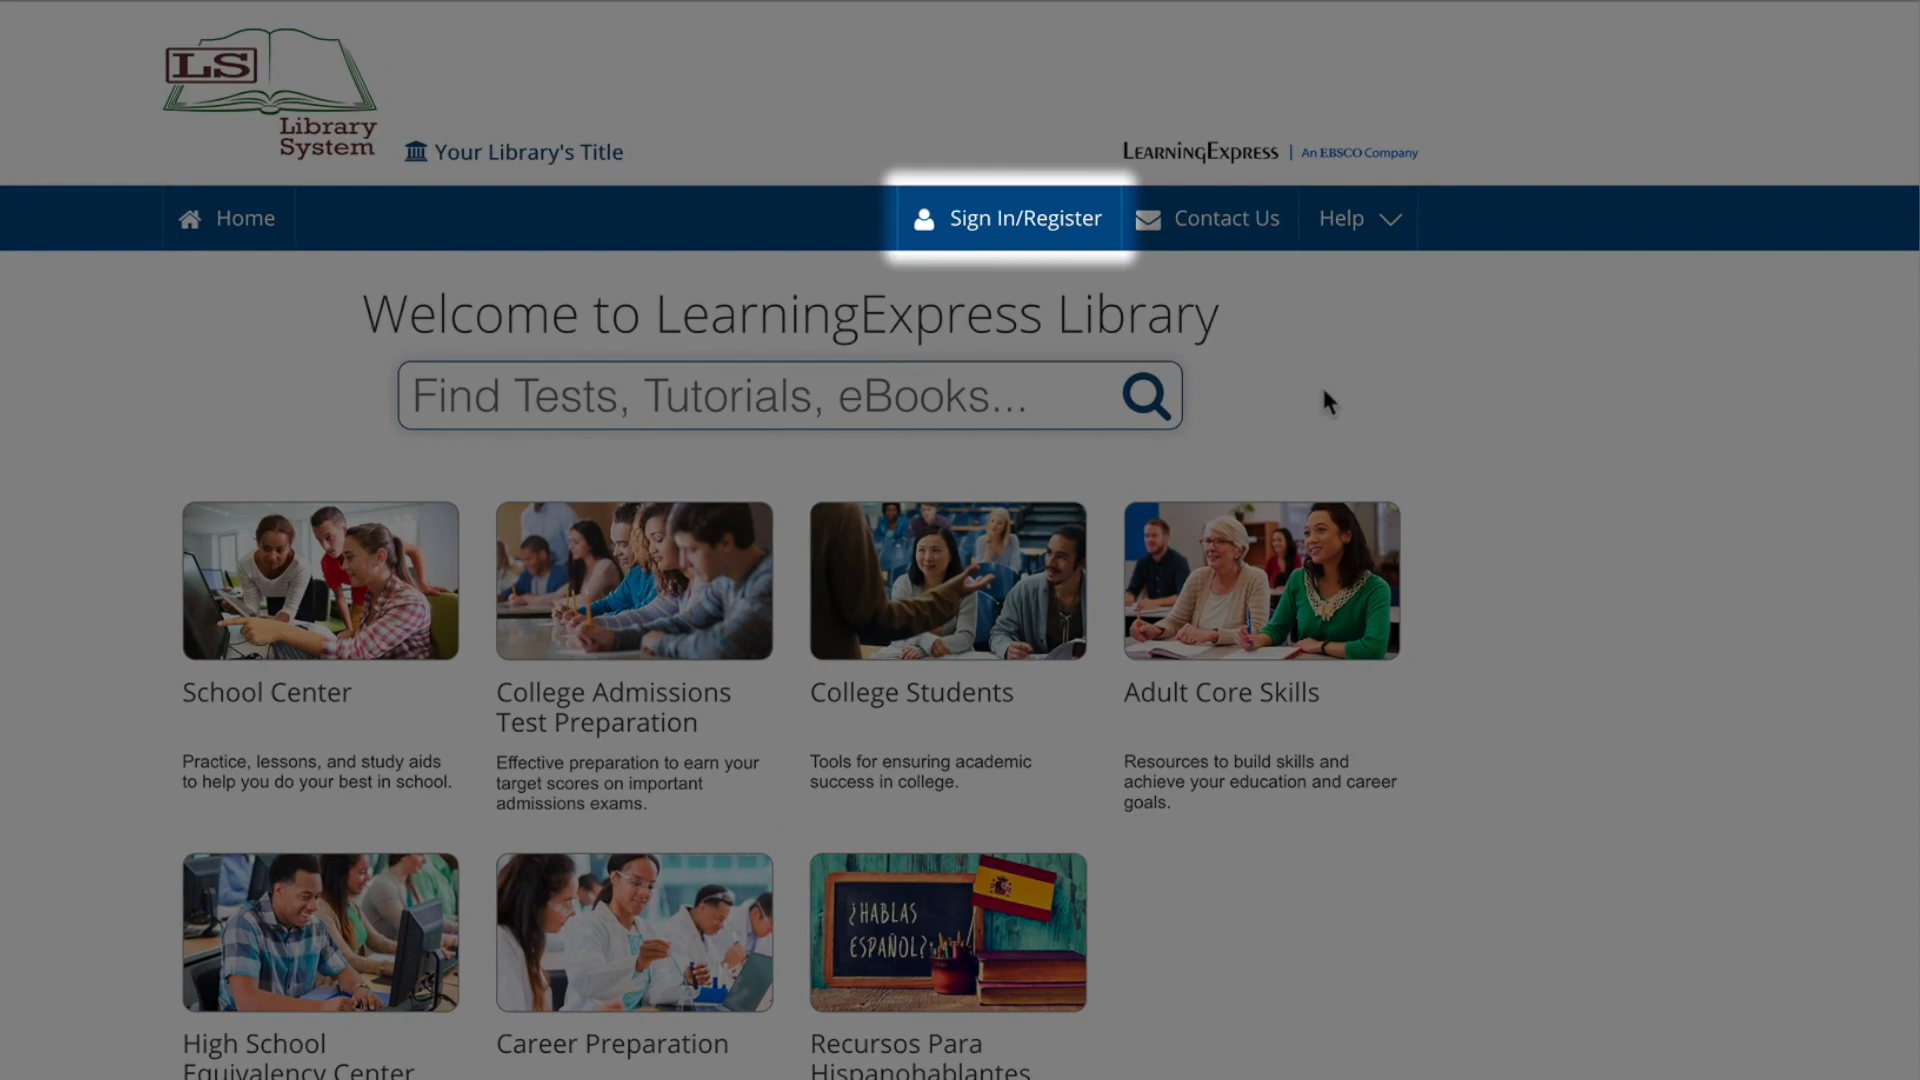 LS
Library
System
Your Library's Title
LEARNINGEXPRESS | An EBSCO Company
Home
Sign In/Register
Contact Us
Help
Welcome to LearningExpress Library
Find Tests, Tutorials, eBooks...
School Center
College Admissions
Test Preparation
College Students
Adult Core Skills
Practice, lessons, and study aids
to help you do your best in school.
Effective preparation to earn your
target scores on important
admissions exams.
Tools for ensuring academic
success in college.
Resources to build skills and
achieve your education and career
goals.
¿HABLAS
ESPAÑOL?
High School
Equivalency Center
Career Preparation
Recursos Para
Hispanohablantes